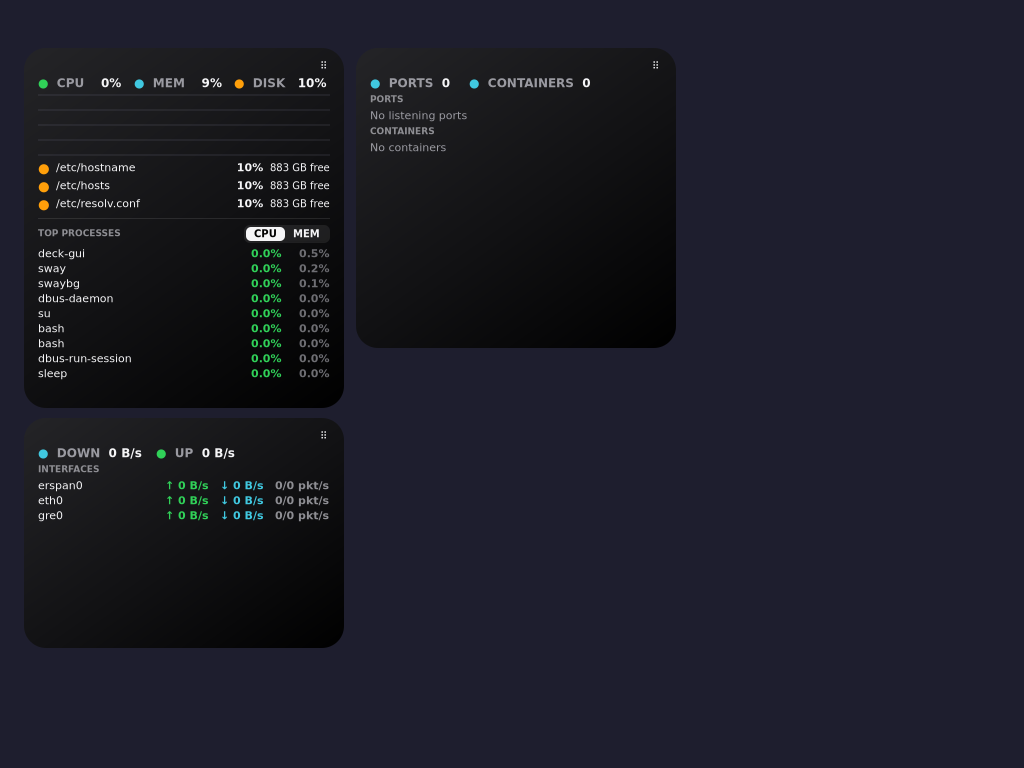 CPU 0% MEM 9% DISK 10%
/etc/hostname 10% 883 GB free
/etc/hosts 10% 883 GB free
/etc/resolv.conf 10% 883 GB free
TOP PROCESSES CPU MEM
deck-gui 0.0% 0.5%
sway 0.0% 0.2%
swaybg 0.0% 0.1%
dbus-daemon 0.0% 0.0%
su 0.0% 0.0%
bash 0.0% 0.0%
bash 0.0% 0.0%
dbus-run-session 0.0% 0.0%
sleep 0.0% 0.0%
PORTS 0 CONTAINERS 0
PORTS
No listening ports
CONTAINERS
No containers
DOWN 0 B/s UP 0 B/s
INTERFACES
erspan0 ↑ 0 B/s ↓ 0 B/s 0/0 pkt/s
eth0 ↑ 0 B/s ↓ 0 B/s 0/0 pkt/s
gre0 ↑ 0 B/s ↓ 0 B/s 0/0 pkt/s